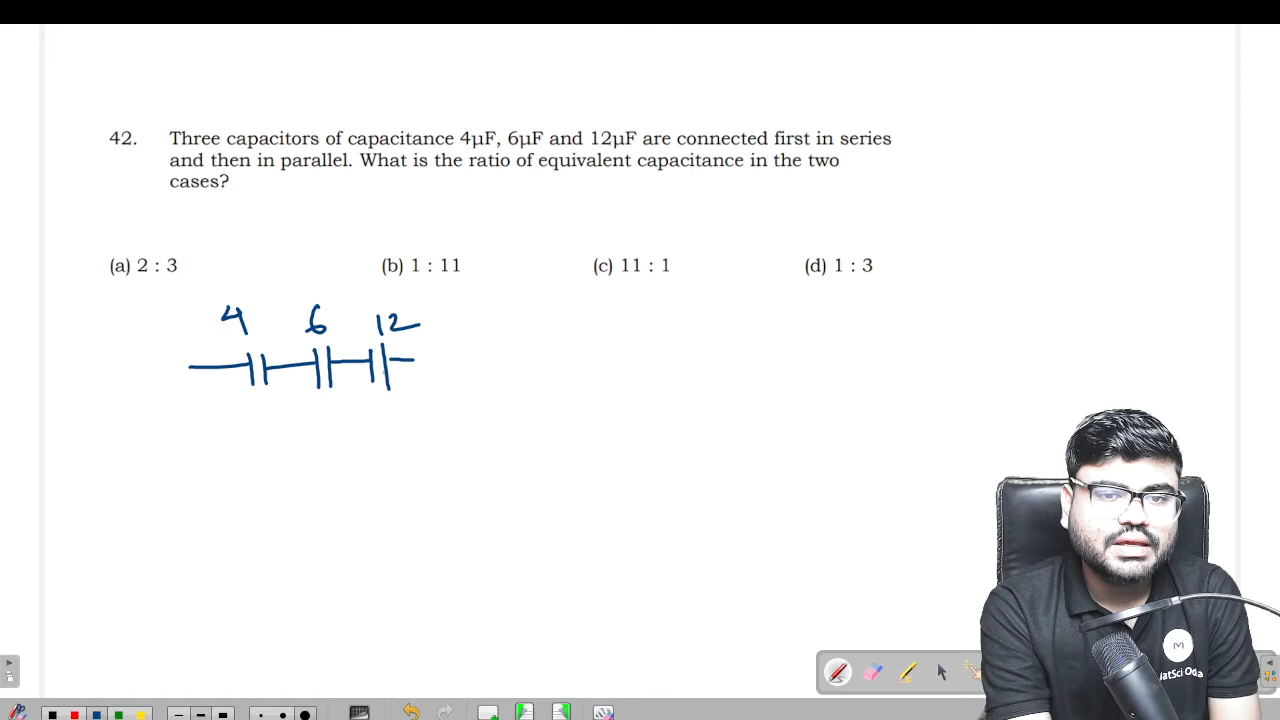 42. Three capacitors of capacitance 4µF, 6µF and 12µF are connected first in series
and then in parallel. What is the ratio of equivalent capacitance in the two
cases?
(a) 2 : 3 (b) 1 : 11 (c) 11 : 1 (d) 1 : 3
4 6 12
M